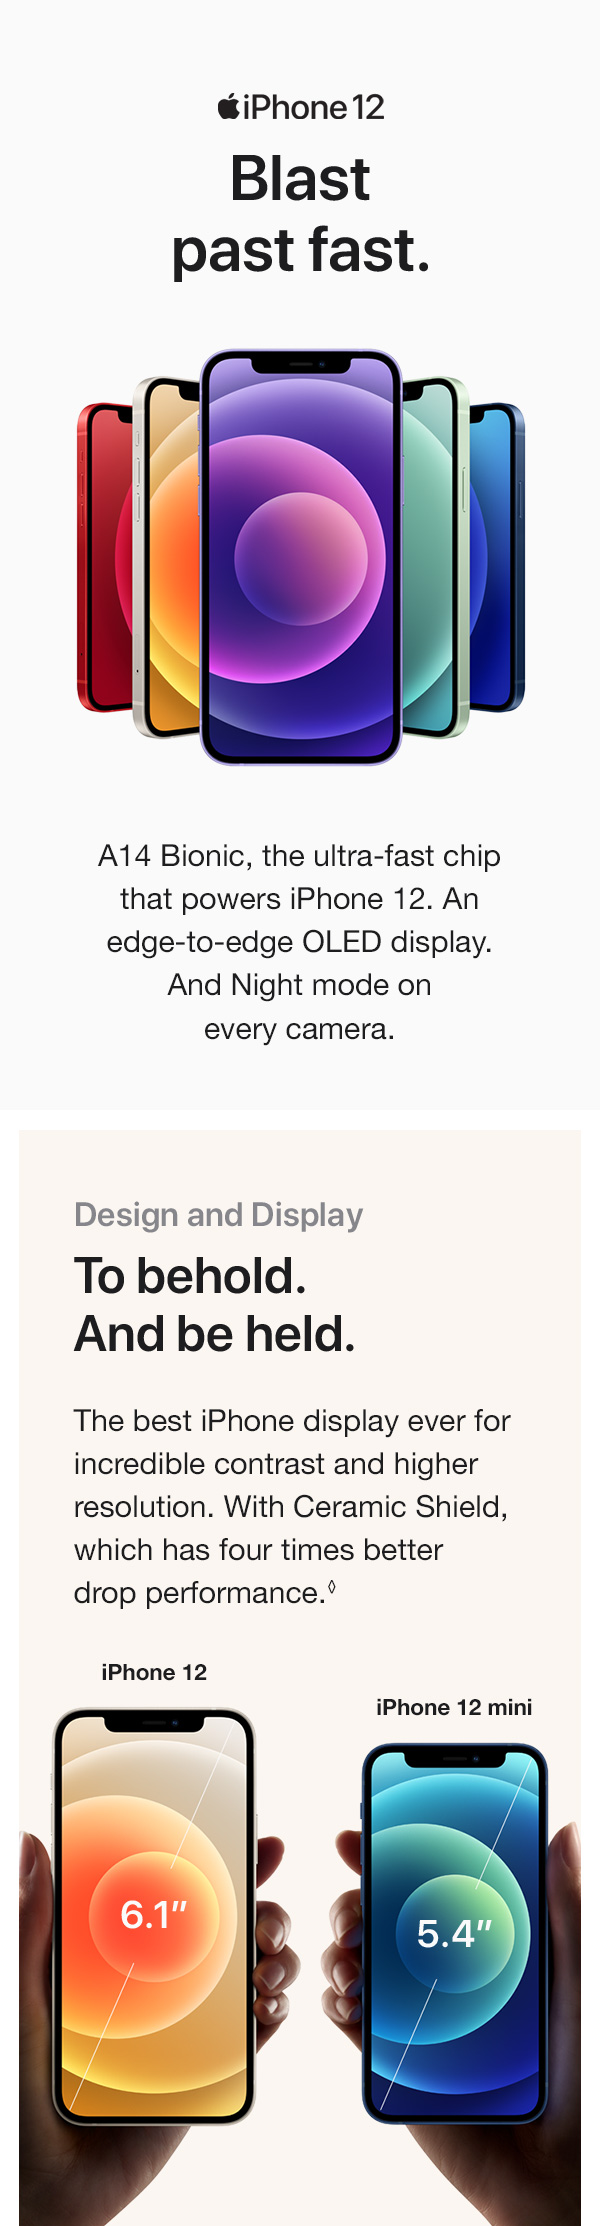 iPhone 12
Blast
past fast.
A14 Bionic, the ultra-fast chip
that powers iPhone 12. An
edge-to-edge OLED display.
And Night mode on
every camera.
Design and Display
To behold.
And be held.
The best iPhone display ever for
incredible contrast and higher
resolution. With Ceramic Shield,
which has four times better
drop performance.◊
iPhone 12
iPhone 12 mini
6.1″
5.4″